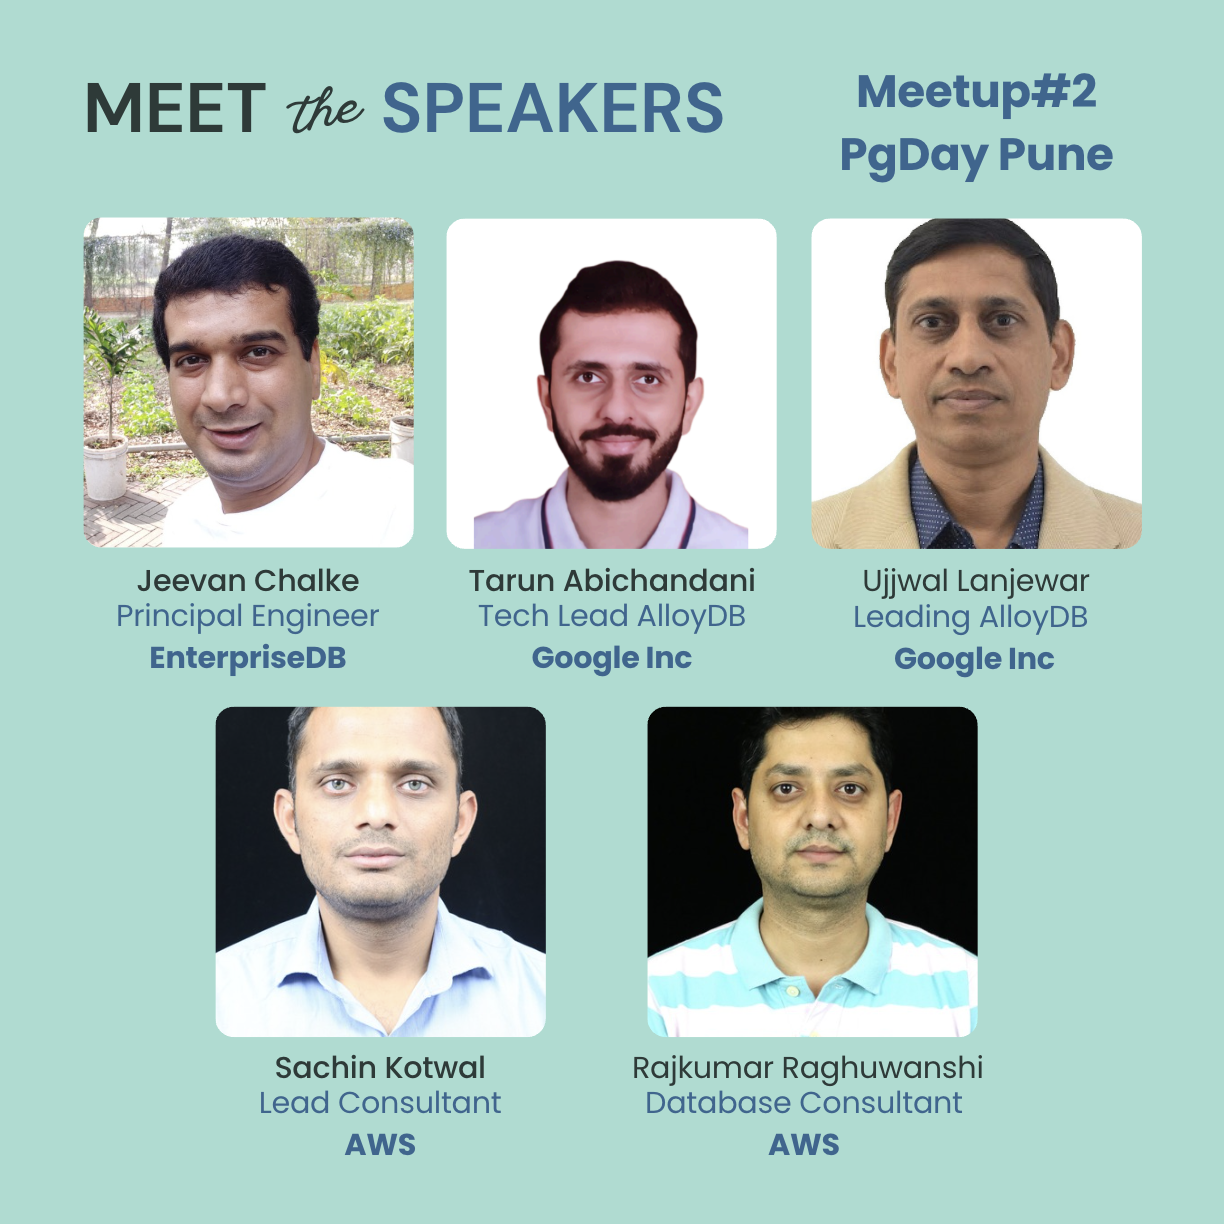 MEET the SPEAKERS
Meetup#2
PgDay Pune
Jeevan Chalke
Principal Engineer
EnterpriseDB
Tarun Abichandani
Tech Lead AlloyDB
Google Inc
Ujjwal Lanjewar
Leading AlloyDB
Google Inc
Sachin Kotwal
Lead Consultant
AWS
Rajkumar Raghuwanshi
Database Consultant
AWS